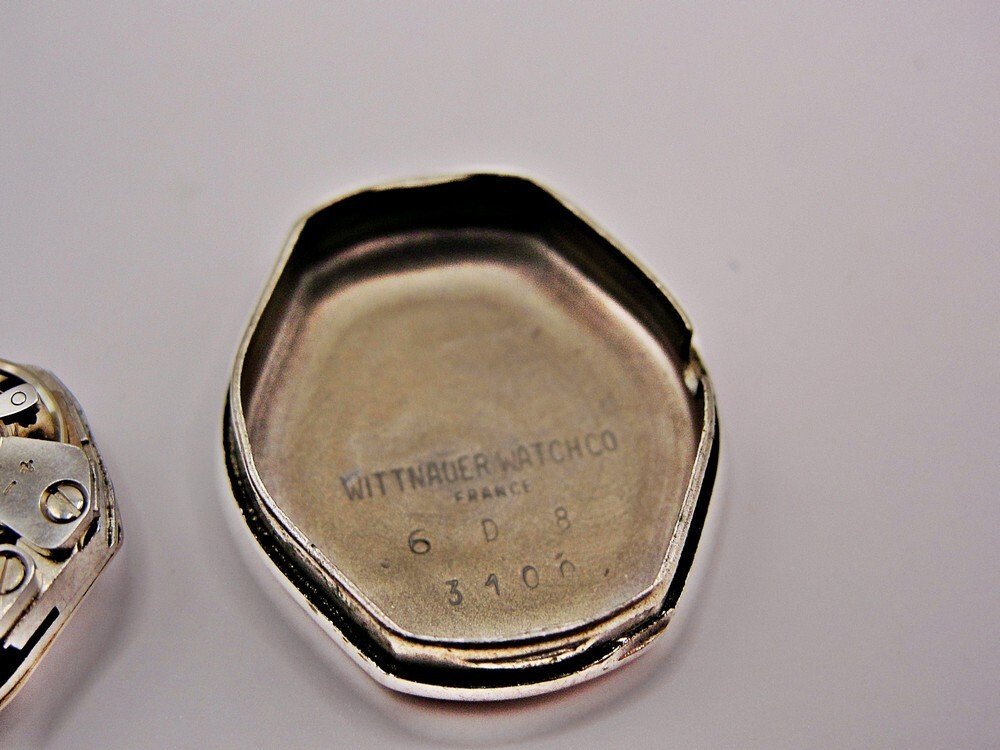 WITTNAUER WATCH CO
FRANCE
6 D 8
3100